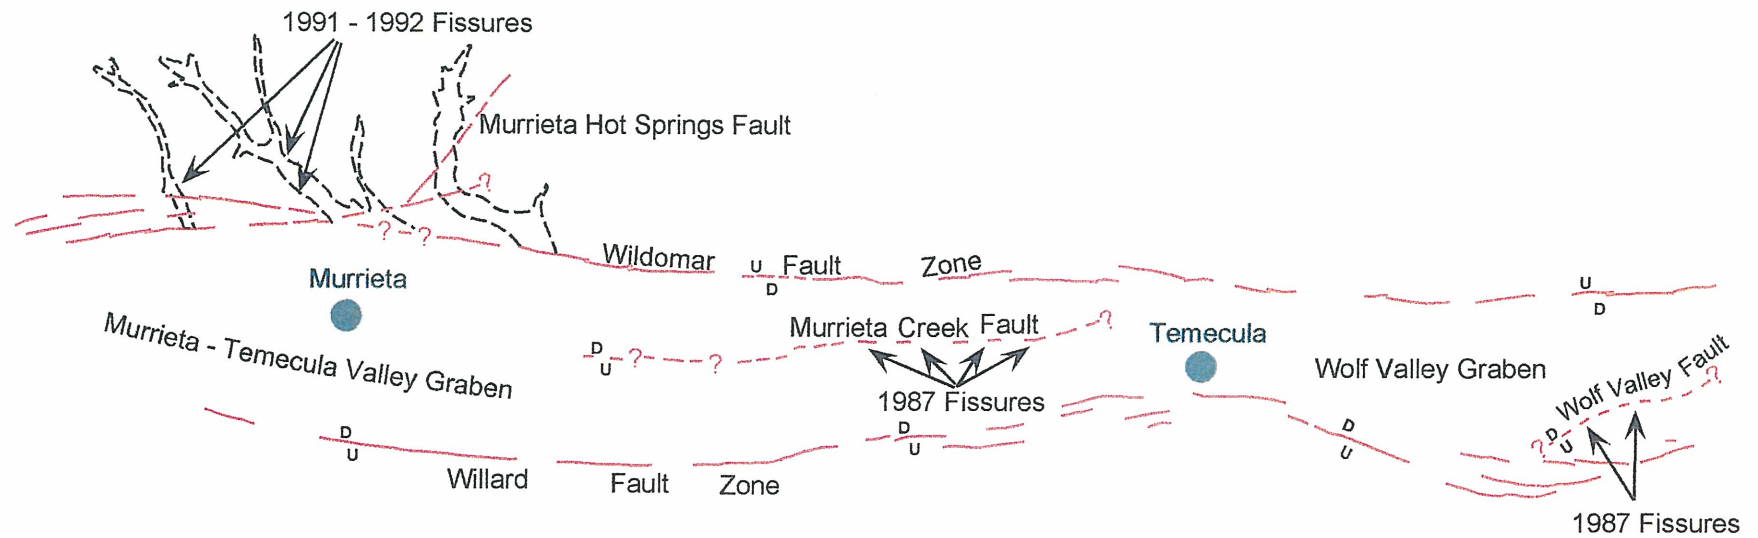 1991 - 1992 Fissures
Murrieta Hot Springs Fault
?
? ?
Wildomar U Fault Zone
D
U
D
Murrieta
Murrieta - Temecula Valley Graben
Murrieta Creek Fault ?
D
U ? ?
1987 Fissures
Temecula
Wolf Valley Graben
Wolf Valley Fault ?
? D
U
D
U
Willard Fault Zone
D
U
D
U
1987 Fissures